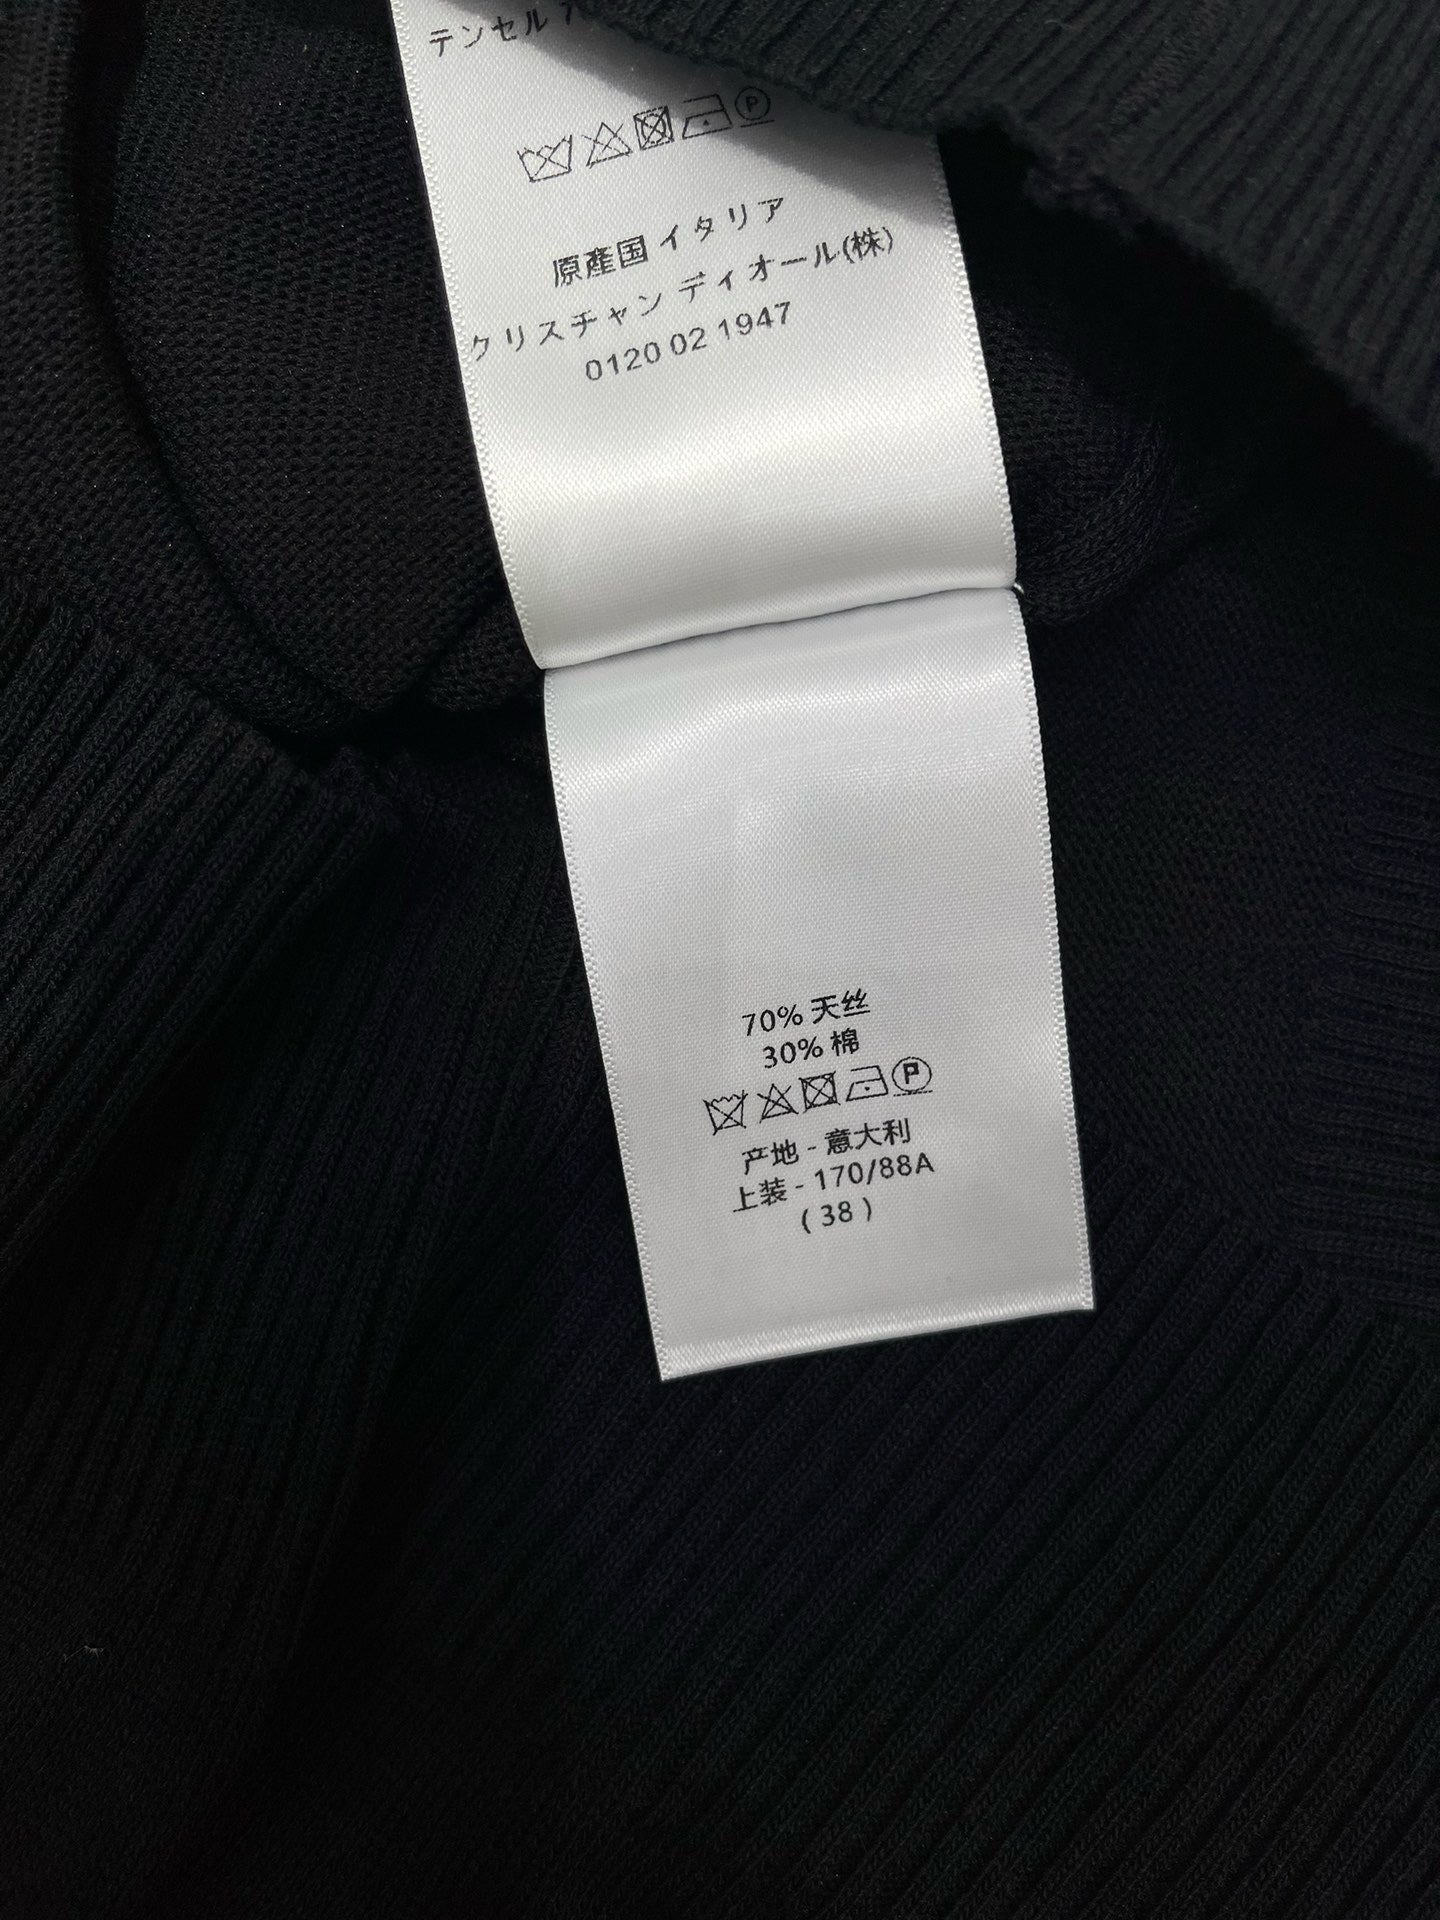 テンセル
原産国 イタリア
クリスチャン ディオール(株)
0120 02 1947
70% 天丝
30% 棉
P
产地 - 意大利
上装 - 170/88A
( 38 )